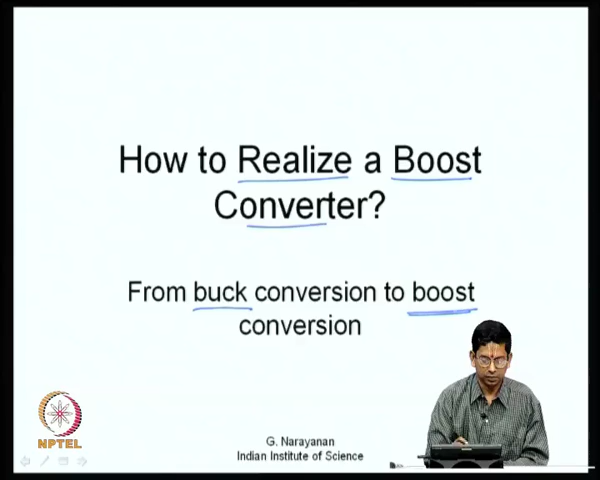 How to Realize a Boost
Converter?
From buck conversion to boost
conversion
NPTEL
G. Narayanan
Indian Institute of Science